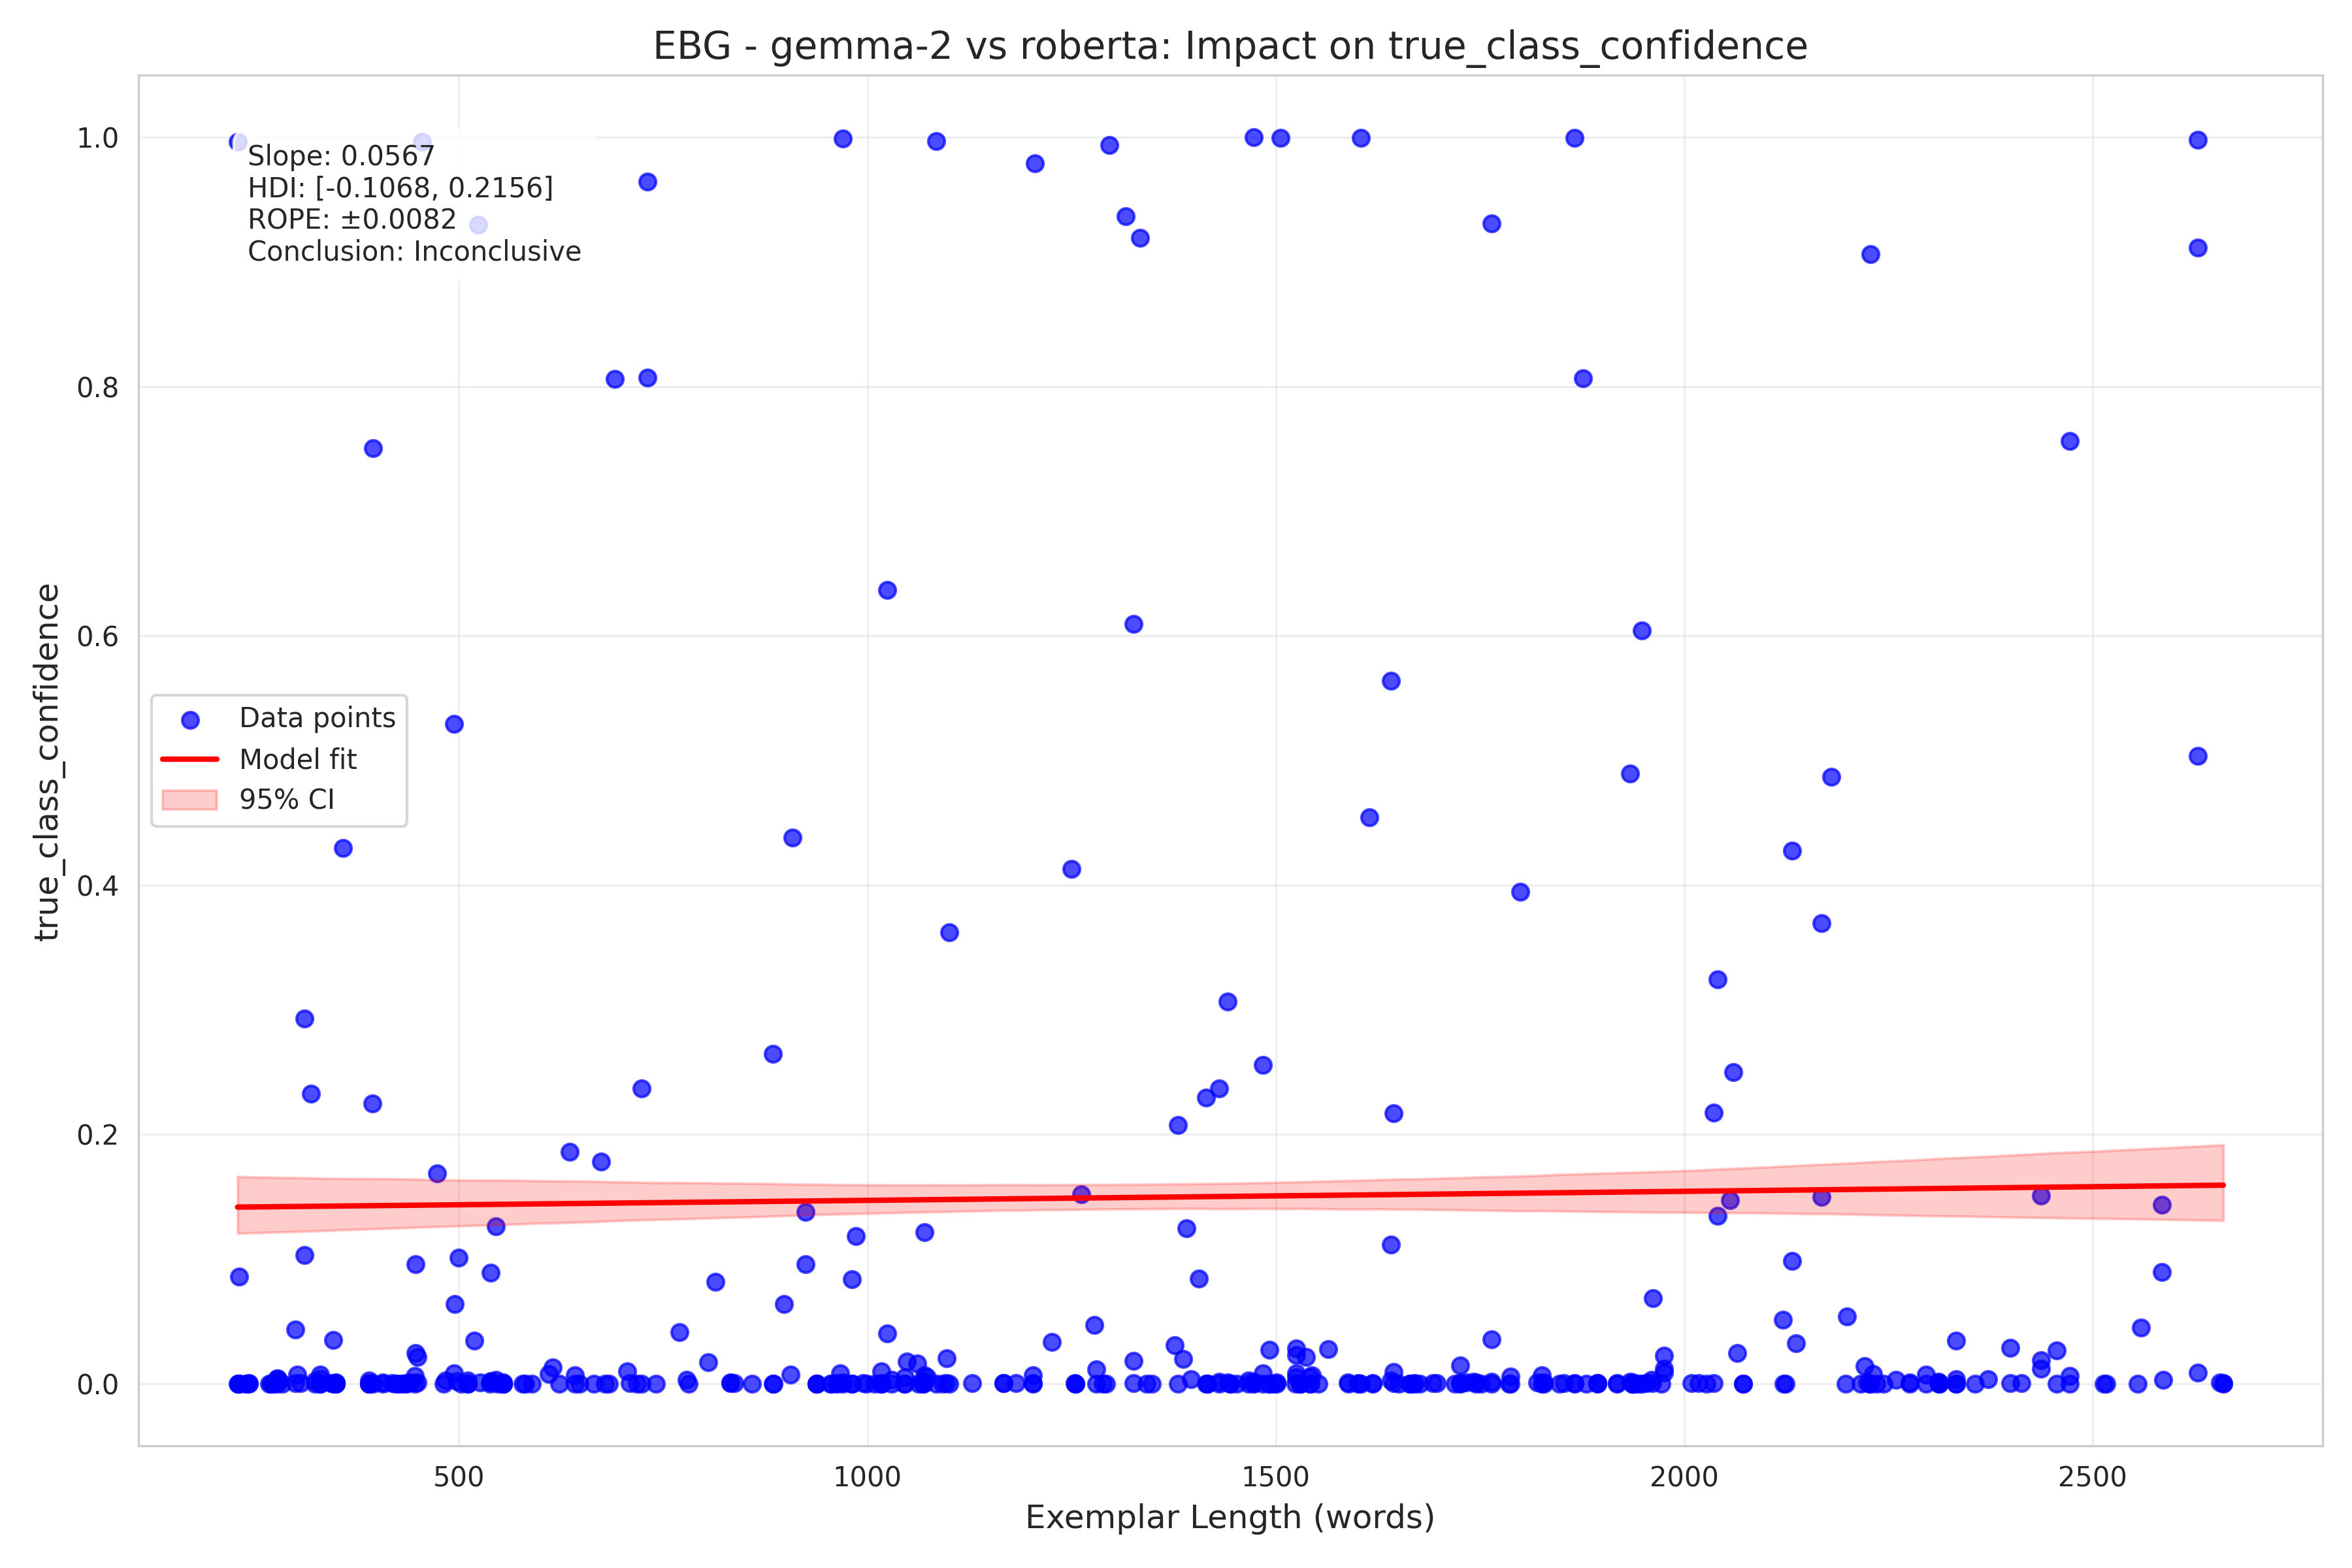 EBG - gemma-2 vs roberta: Impact on true_class_confidence
1.0
0.8
0.6
0.4
0.2
0.0
true_class_confidence
Slope: 0.0567
HDI: [-0.1068, 0.2156]
ROPE: ±0.0082
Conclusion: Inconclusive
Data points
Model fit
95% CI
500
1000
1500
2000
2500
Exemplar Length (words)